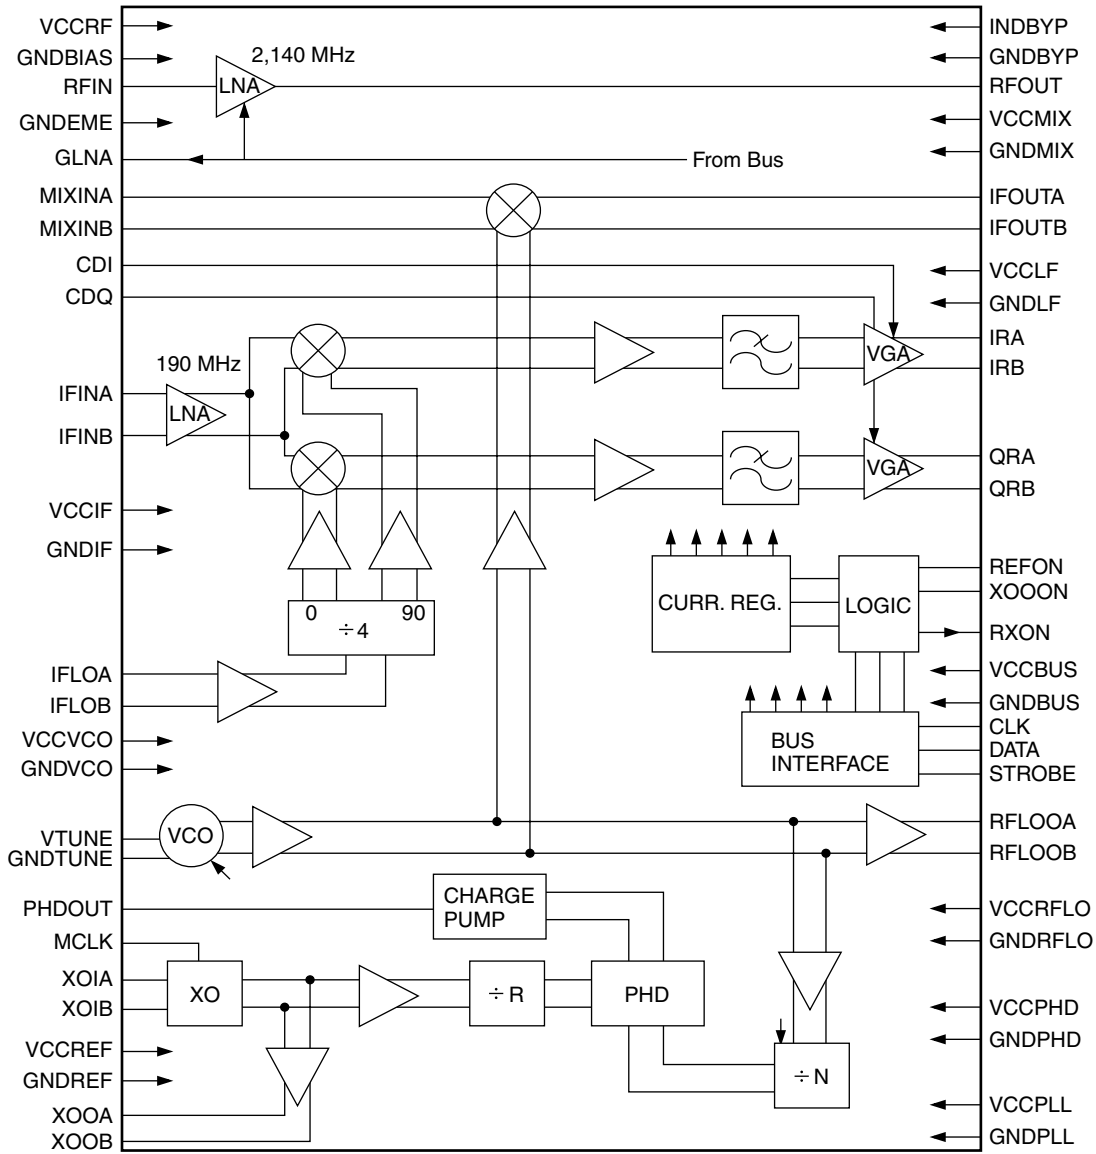 VCCRF
GNDBIAS
RFIN
GNDEME
GLNA
MIXINA
MIXINB
CDI
CDQ
IFINA
IFINB
VCCIF
GNDIF
IFLOA
IFLOB
VCCVCO
GNDVCO
VTUNE
GNDTUNE
PHDOUT
MCLK
XOIA
XOIB
VCCREF
GNDREF
XOOA
XOOB
2,140 MHz
LNA
From Bus
190 MHz
LNA
VGA
VGA
0 90
÷4
CURR. REG.
LOGIC
BUS
INTERFACE
VCO
CHARGE
PUMP
XO
÷R
PHD
÷N
INDBYP
GNDBYP
RFOUT
VCCMIX
GNDMIX
IFOUTA
IFOUTB
VCCLF
GNDLF
IRA
IRB
QRA
QRB
REFON
XOOON
RXON
VCCBUS
GNDBUS
CLK
DATA
STROBE
RFLOOA
RFLOOB
VCCRFLO
GNDRFLO
VCCPHD
GNDPHD
VCCPLL
GNDPLL